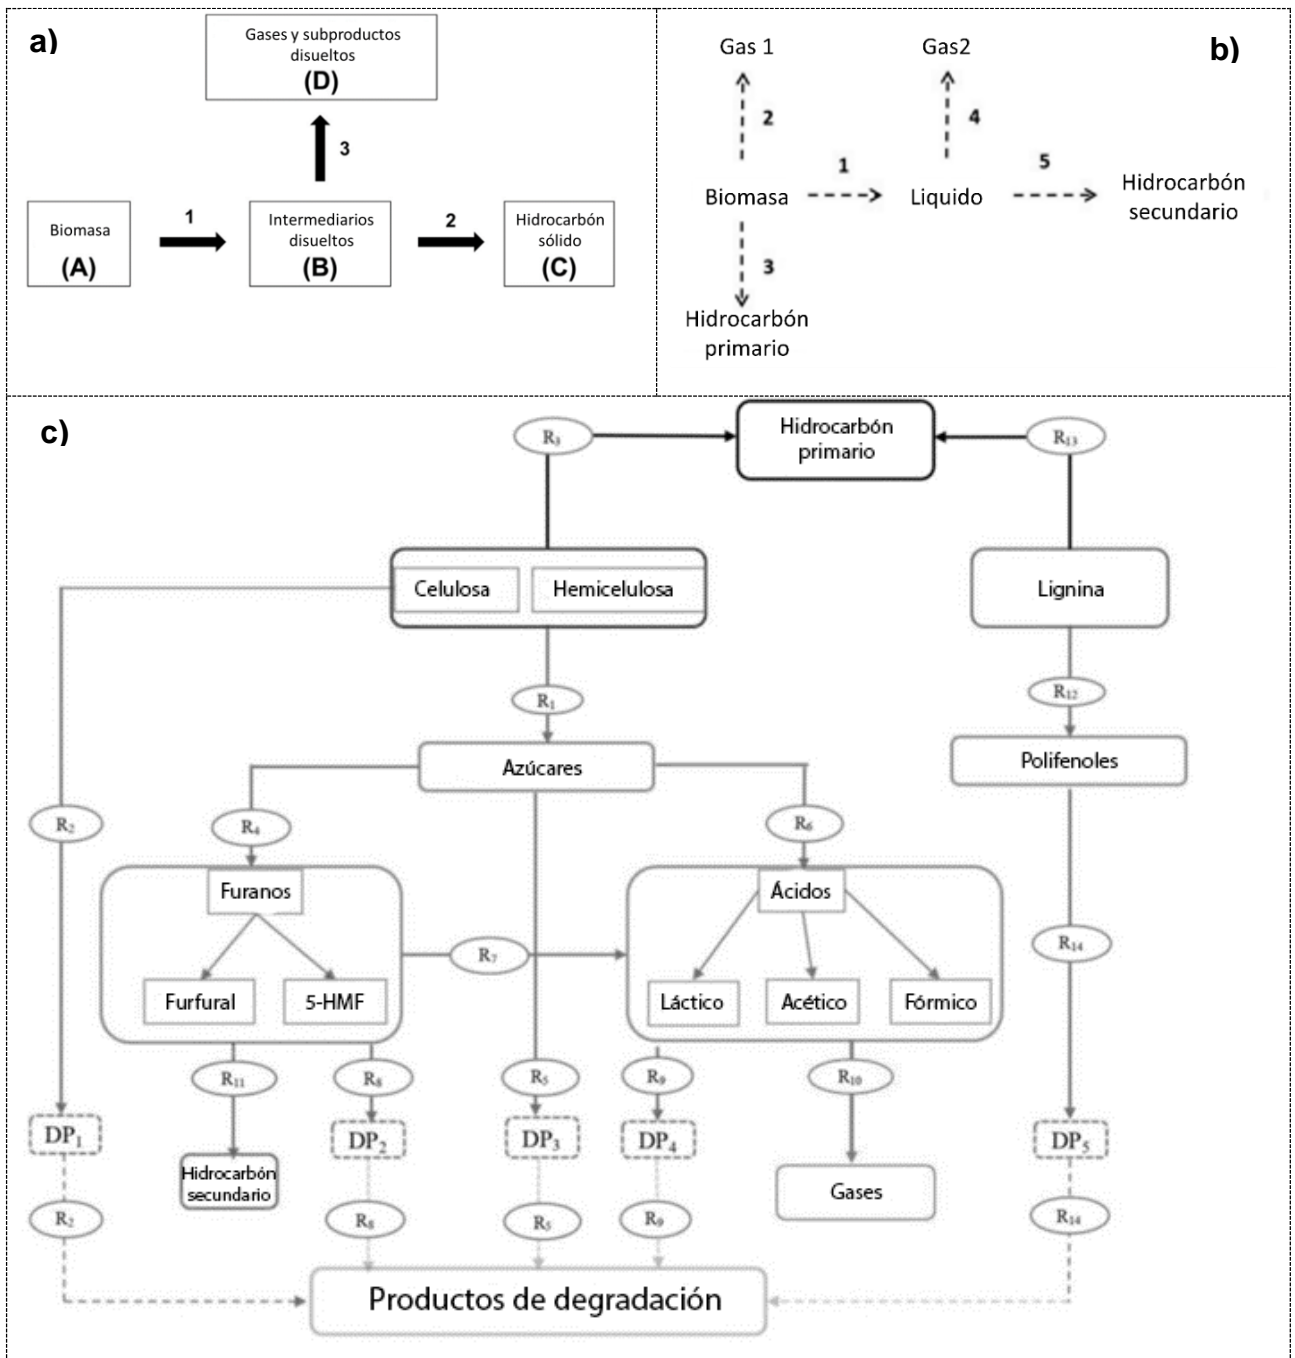 a)
Gases y subproductos
disueltos
(D)
3
Biomasa
(A)
1
Intermediarios
disueltos
(B)
2
Hidrocarbón
sólido
(C)
b)
Gas 1
Gas2
2
4
1
5
Biomasa
Liquido
Hidrocarbón
secundario
3
Hidrocarbón
primario
c)
R3
Hidrocarbón
primario
R13
Celulosa
Hemicelulosa
Lignina
R1
R12
Azúcares
Polifenoles
R2
R4
R6
Furanos
Ácidos
R7
R14
Furfural
5-HMF
Láctico
Acético
Fórmico
R11
R8
R5
R9
R10
DP1
DP2
DP3
DP4
DP5
Hidrocarbón
secundario
Gases
R2
R8
R5
R9
R14
Productos de degradación